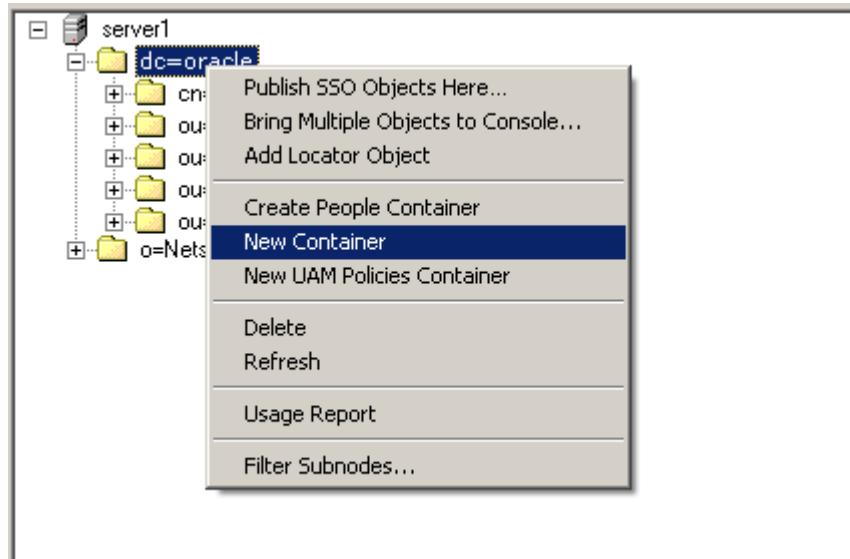 server1
dc=oracle
cn=
ou=
ou=
ou=
ou=
o=Nets
Publish SSO Objects Here...
Bring Multiple Objects to Console...
Add Locator Object
Create People Container
New Container
New UAM Policies Container
Delete
Refresh
Usage Report
Filter Subnodes...